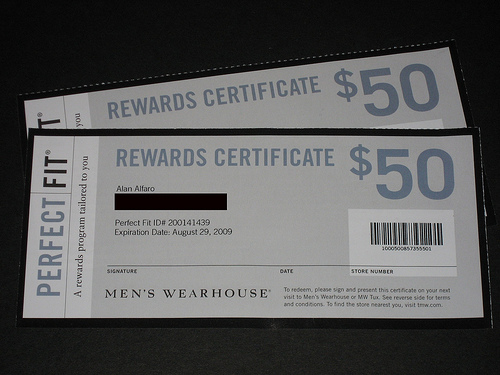 REWARDS CERTIFICATE $50
T®
you
PERFECT FIT®
A rewards program tailored to you
REWARDS CERTIFICATE $50
Alan Alfaro
Perfect Fit ID# 200141439
Expiration Date: August 29, 2009
1000500857355501
SIGNATURE DATE STORE NUMBER
MEN'S WEARHOUSE®
To redeem, please sign and present this certificate on your next
visit to Men's Wearhouse or MW Tux. See reverse side for terms
and conditions. To find the store nearest you, visit tmw.com.